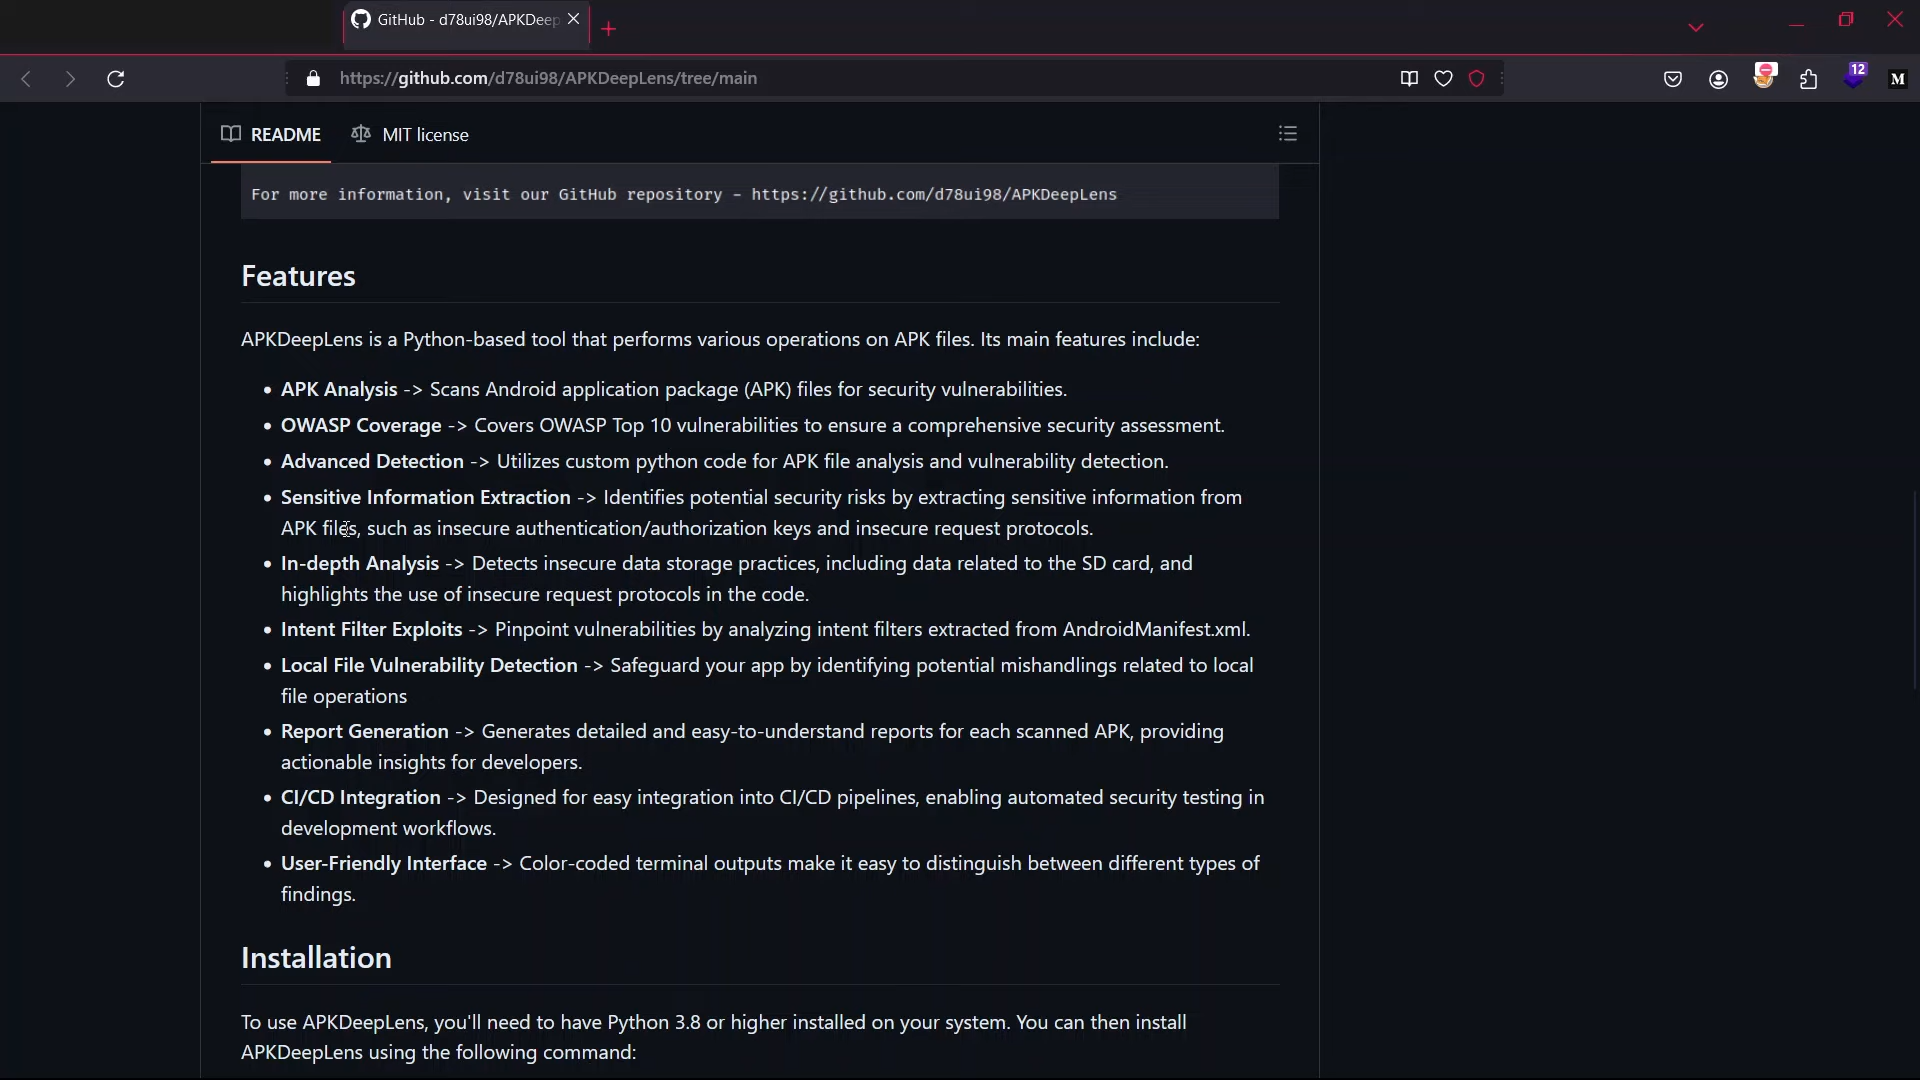 GitHub - d78ui98/APKDeep
https://github.com/d78ui98/APKDeepLens/tree/main
12
M
README
MIT license
For more information, visit our GitHub repository - https://github.com/d78ui98/APKDeepLens
Features
APKDeepLens is a Python-based tool that performs various operations on APK files. Its main features include:
• APK Analysis -> Scans Android application package (APK) files for security vulnerabilities.
• OWASP Coverage -> Covers OWASP Top 10 vulnerabilities to ensure a comprehensive security assessment.
• Advanced Detection -> Utilizes custom python code for APK file analysis and vulnerability detection.
• Sensitive Information Extraction -> Identifies potential security risks by extracting sensitive information from
APK files, such as insecure authentication/authorization keys and insecure request protocols.
• In-depth Analysis -> Detects insecure data storage practices, including data related to the SD card, and
highlights the use of insecure request protocols in the code.
• Intent Filter Exploits -> Pinpoint vulnerabilities by analyzing intent filters extracted from AndroidManifest.xml.
• Local File Vulnerability Detection -> Safeguard your app by identifying potential mishandlings related to local
file operations
• Report Generation -> Generates detailed and easy-to-understand reports for each scanned APK, providing
actionable insights for developers.
• CI/CD Integration -> Designed for easy integration into CI/CD pipelines, enabling automated security testing in
development workflows.
• User-Friendly Interface -> Color-coded terminal outputs make it easy to distinguish between different types of
findings.
Installation
To use APKDeepLens, you'll need to have Python 3.8 or higher installed on your system. You can then install
APKDeepLens using the following command: